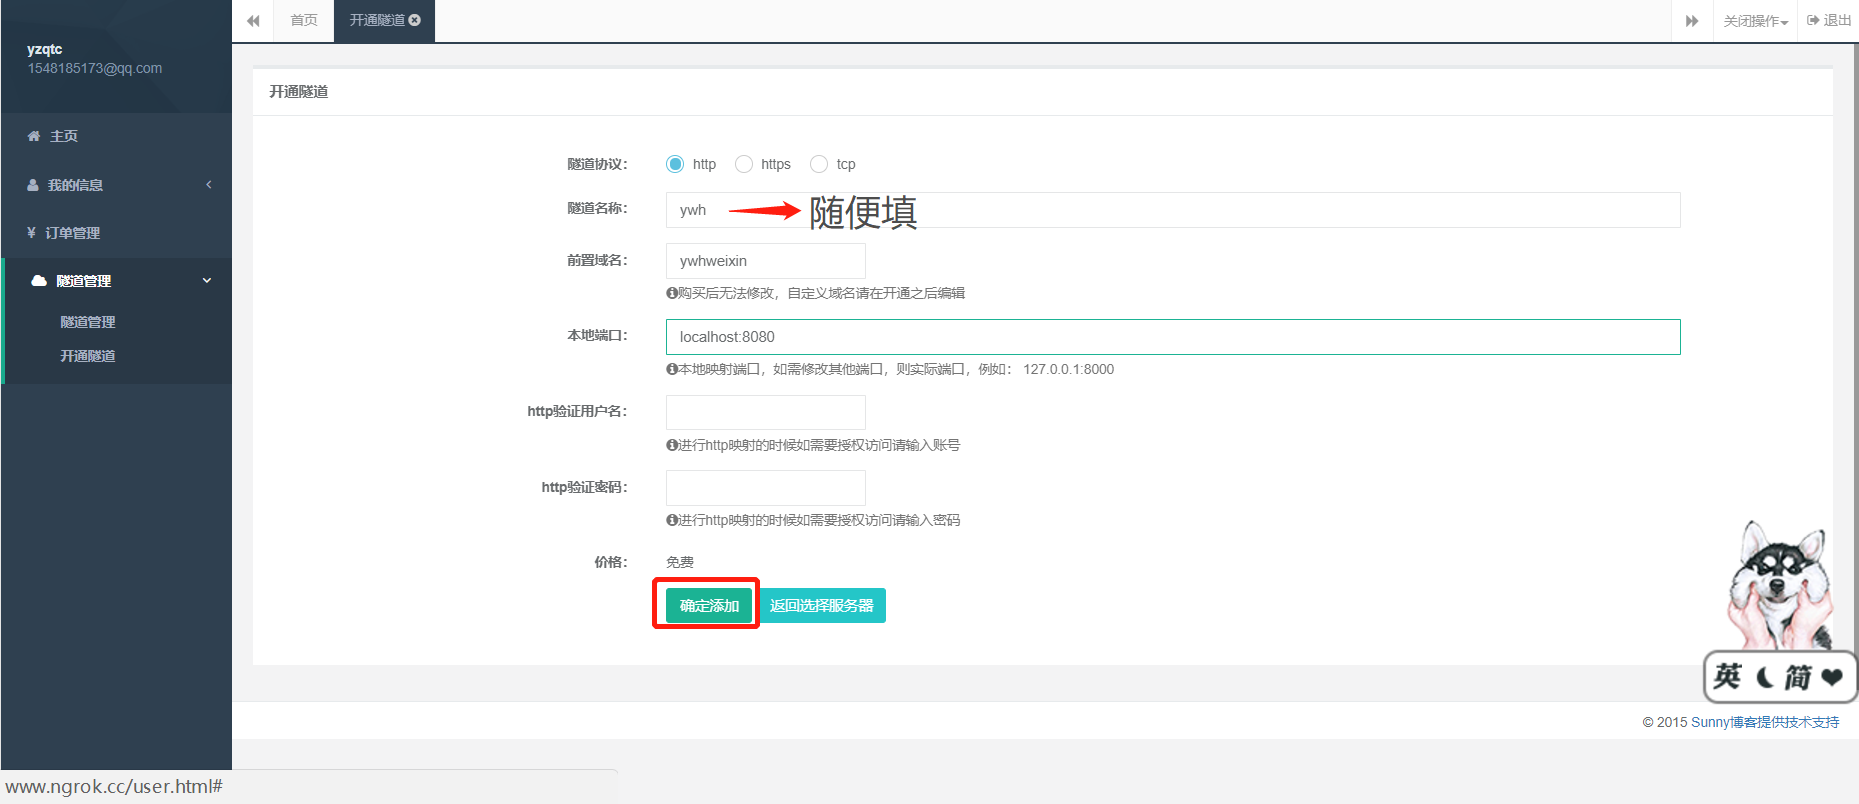 yzqtc
1548185173@qq.com
主页
我的信息
¥ 订单管理
隧道管理
隧道管理
开通隧道
首页
开通隧道
关闭操作
退出
开通隧道
隧道协议： http https tcp
隧道名称： ywh 随便填
前置域名： ywhweixin
购买后无法修改，自定义域名请在开通之后编辑
本地端口： localhost:8080
本地映射端口，如需修改其他端口，则实际端口，例如： 127.0.0.1:8000
http验证用户名：
进行http映射的时候如需要授权访问请输入账号
http验证密码：
进行http映射的时候如需要授权访问请输入密码
价格： 免费
确定添加 返回选择服务器
英 简
© 2015 Sunny博客提供技术支持
www.ngrok.cc/user.html#